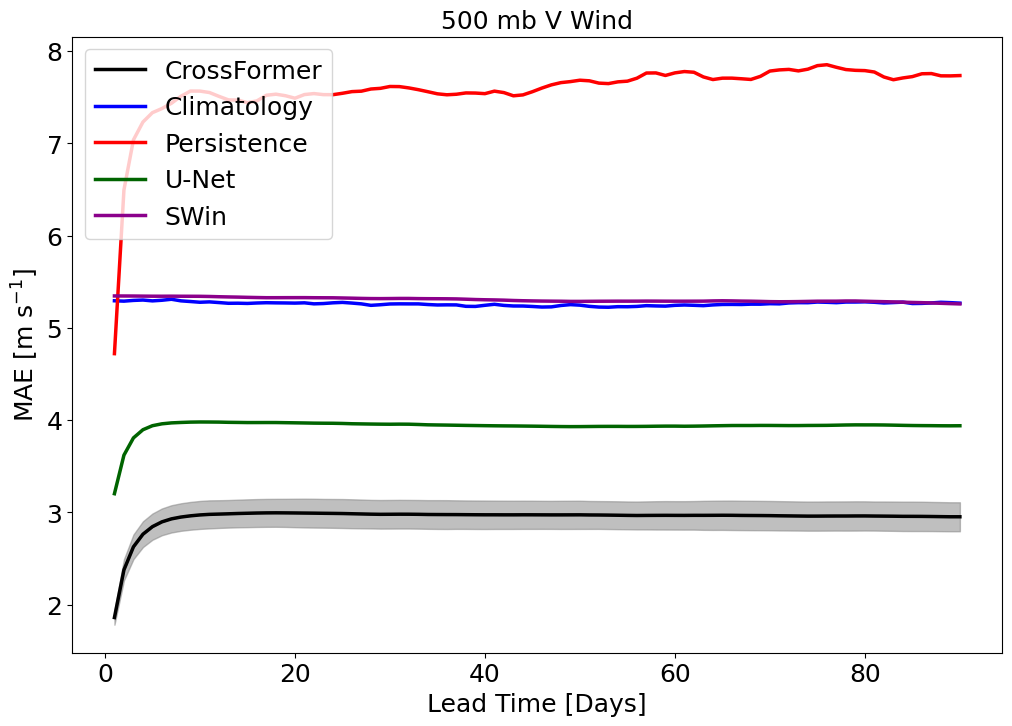 500 mb V Wind
8
7
6
5
4
3
2
MAE [m s⁻¹]
CrossFormer
Climatology
Persistence
U-Net
SWin
0 20 40 60 80
Lead Time [Days]